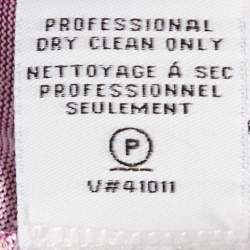 PROFESSIONAL
DRY CLEAN ONLY
NETTOYAGE Á SEC
PROFESSIONNEL
SEULEMENT
P
V#41011